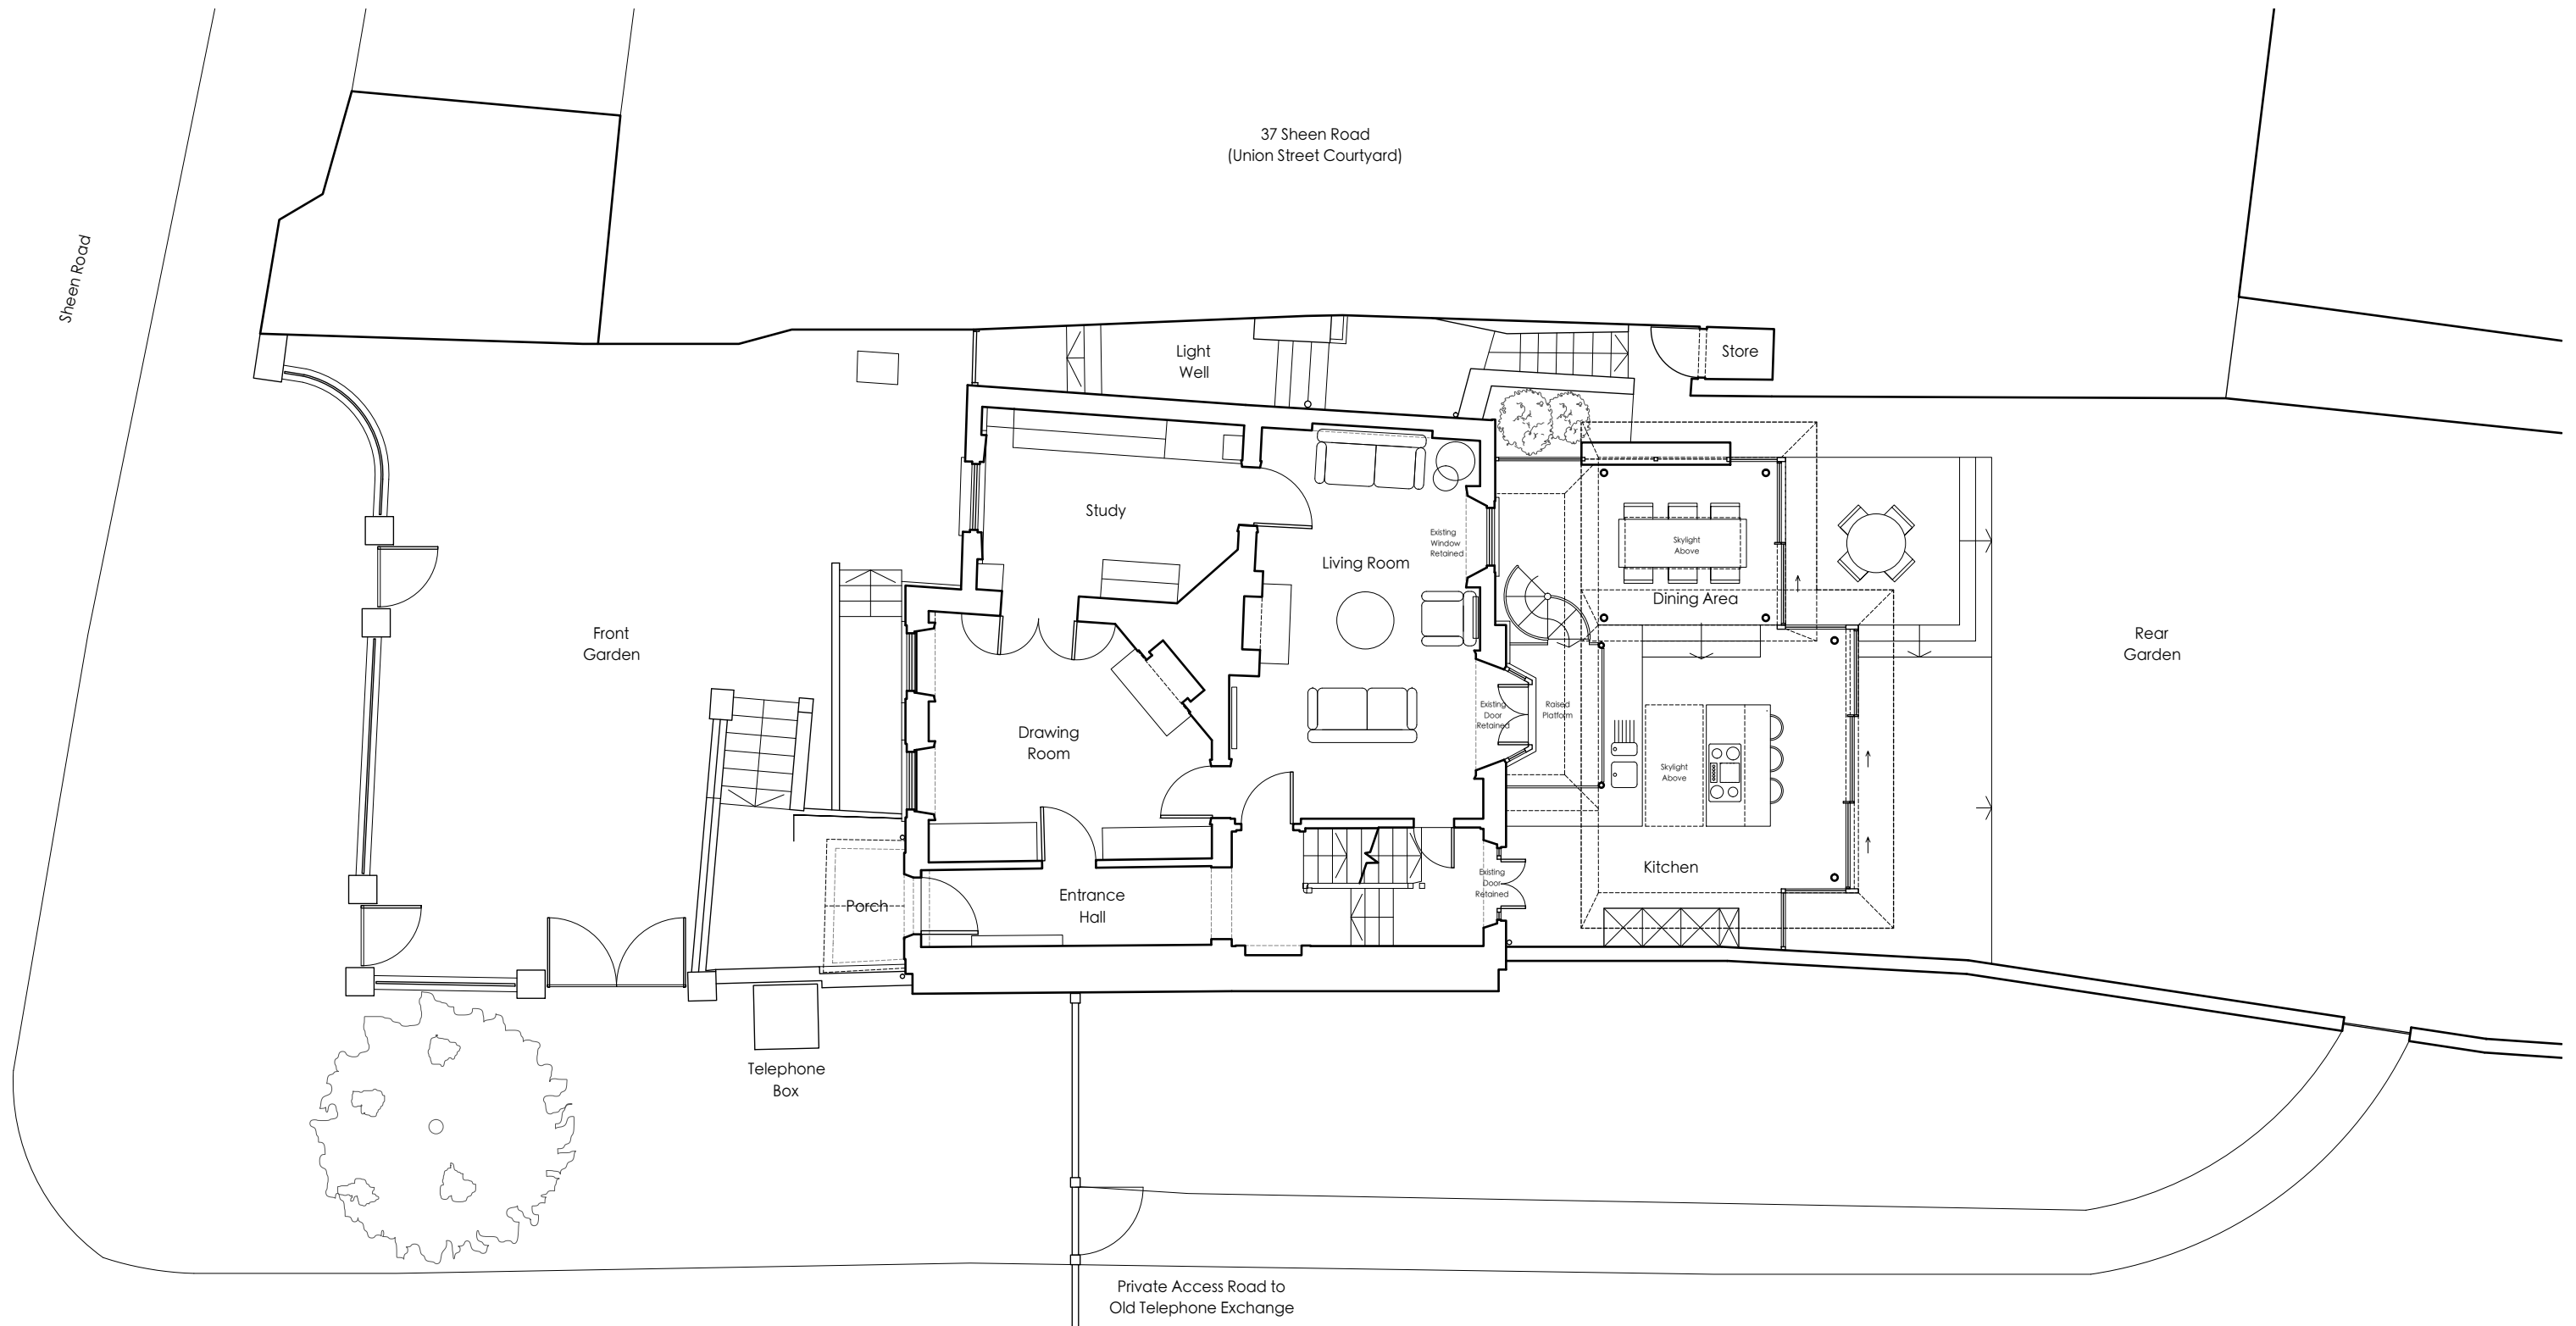 37 Sheen Road
(Union Street Courtyard)
Sheen Road
Light
Well
Store
Study
Existing
Window
Retained
Living Room
Skylight
Above
Dining Area
Front
Garden
Rear
Garden
Drawing
Room
Existing
Door
Retained
Raised
Platform
Skylight
Above
Kitchen
Existing
Door
Retained
Porch
Entrance
Hall
Telephone
Box
Private Access Road to
Old Telephone Exchange